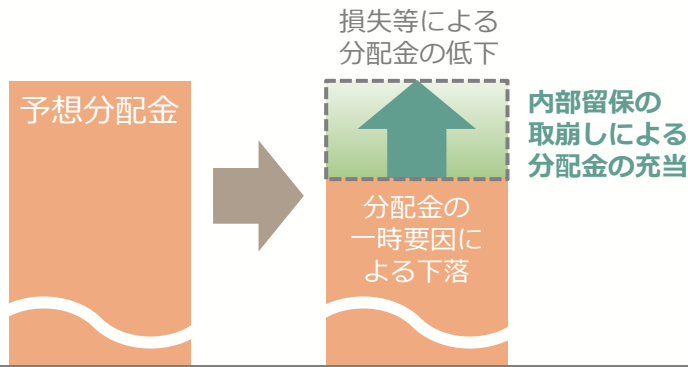 損失等による
分配金の低下
予想分配金
内部留保の
取崩しによる
分配金の充当
分配金の
一時要因に
よる下落